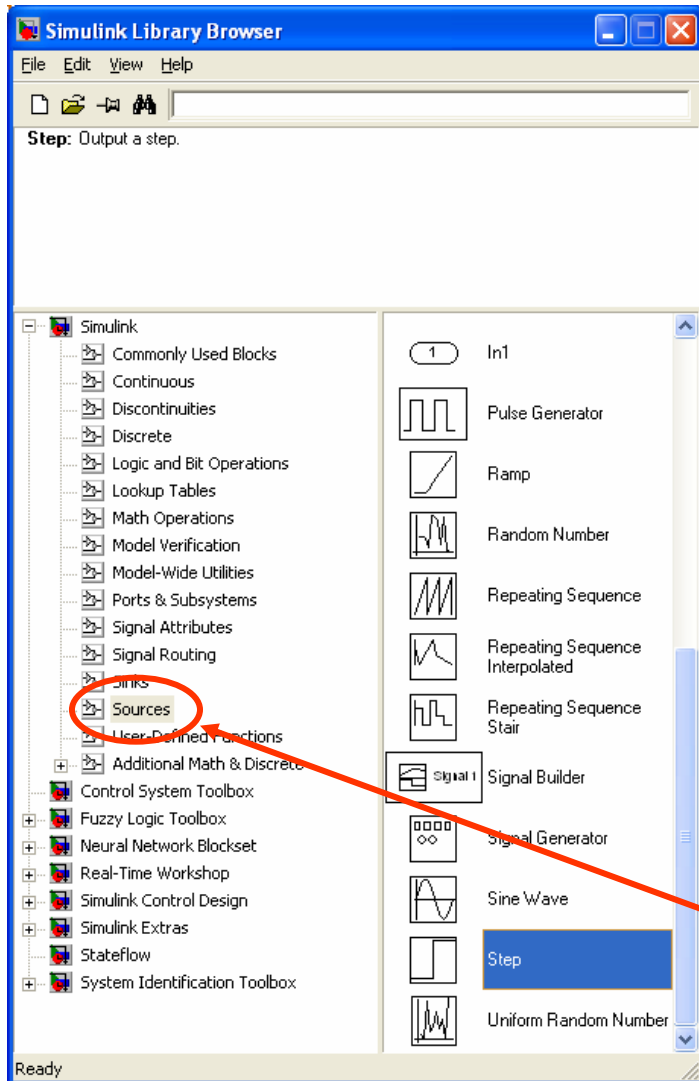 Simulink Library Browser
File Edit View Help
Step: Output a step.
Simulink
Commonly Used Blocks
Continuous
Discontinuities
Discrete
Logic and Bit Operations
Lookup Tables
Math Operations
Model Verification
Model-Wide Utilities
Ports & Subsystems
Signal Attributes
Signal Routing
Sinks
Sources
User-Defined Functions
Additional Math & Discrete
Control System Toolbox
Fuzzy Logic Toolbox
Neural Network Blockset
Real-Time Workshop
Simulink Control Design
Simulink Extras
Stateflow
System Identification Toolbox
1 In1
Pulse Generator
Ramp
Random Number
Repeating Sequence
Repeating Sequence
Interpolated
Repeating Sequence
Stair
Signal 1 Signal Builder
Signal Generator
Sine Wave
Step
Uniform Random Number
Ready